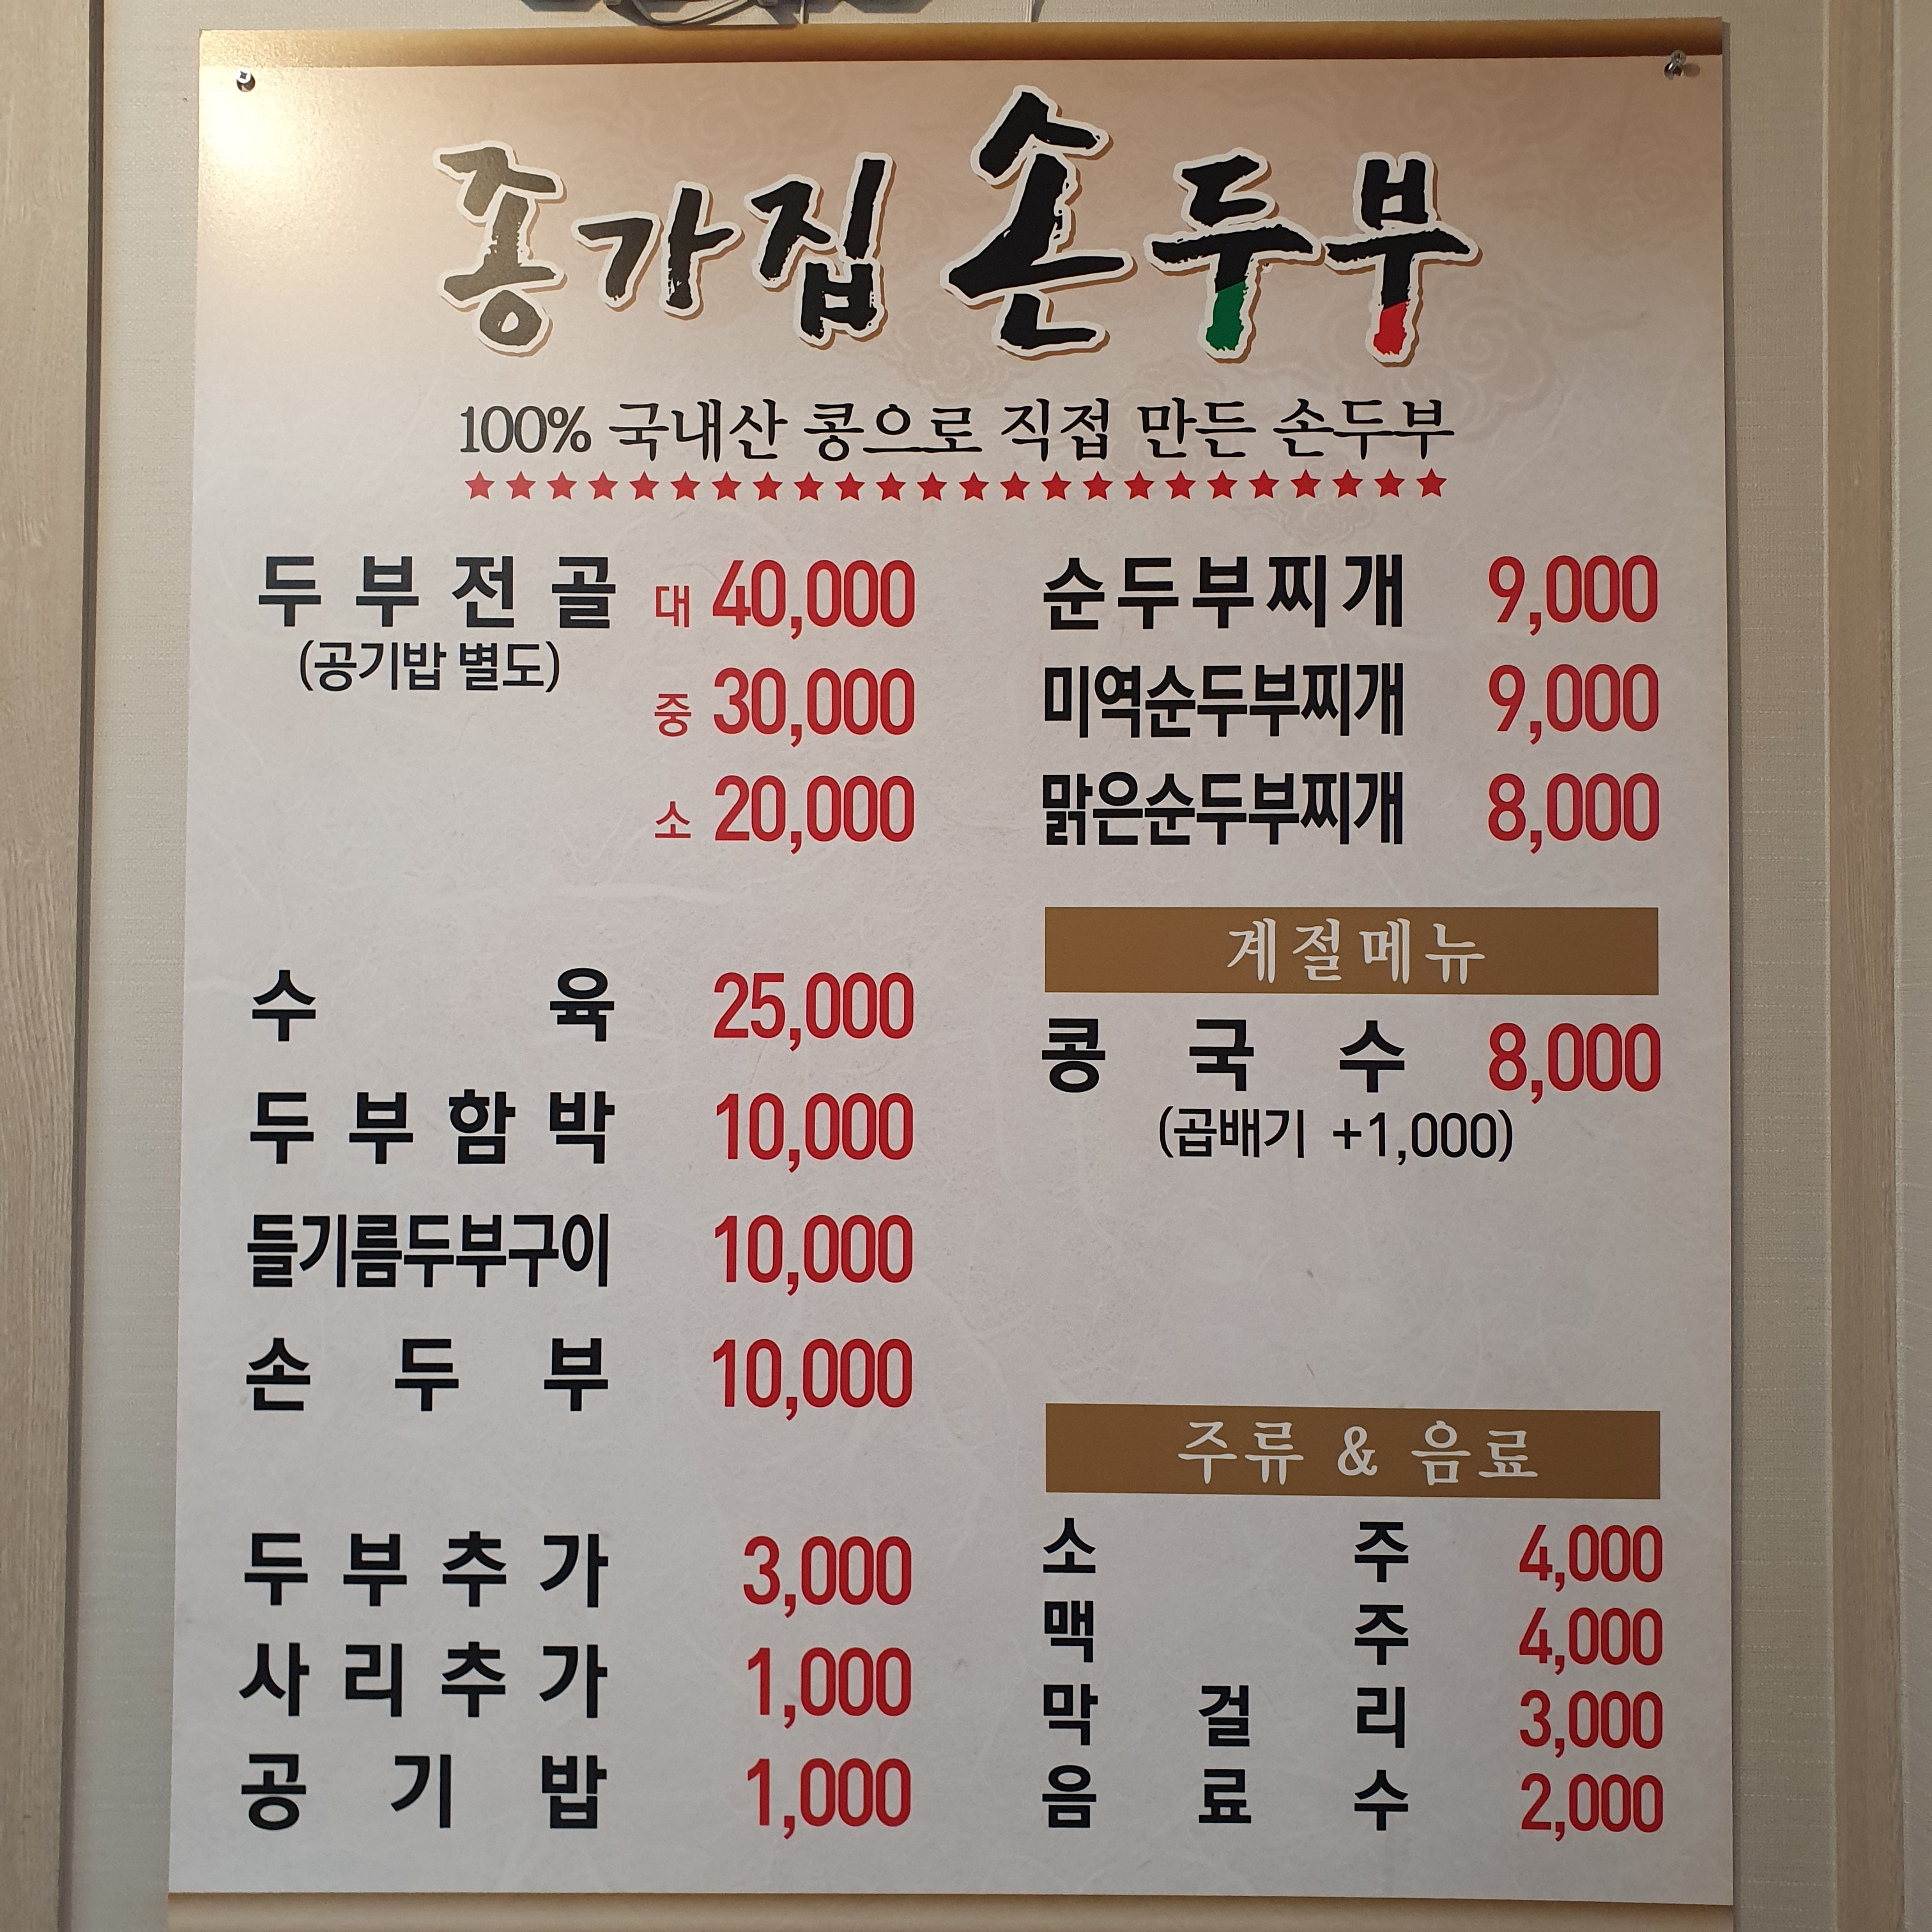 종가집 손두부
100% 국내산 콩으로 직접 만든 손두부
두부전골 대 40,000
(공기밥 별도)
중 30,000
소 20,000
수육 25,000
두부함박 10,000
들기름두부구이 10,000
손두부 10,000
두부추가 3,000
사리추가 1,000
공기밥 1,000
순두부찌개 9,000
미역순두부찌개 9,000
맑은순두부찌개 8,000
계절메뉴
콩국수 8,000
(곱배기 +1,000)
주류 & 음료
소주 4,000
맥주 4,000
막걸리 3,000
음료수 2,000